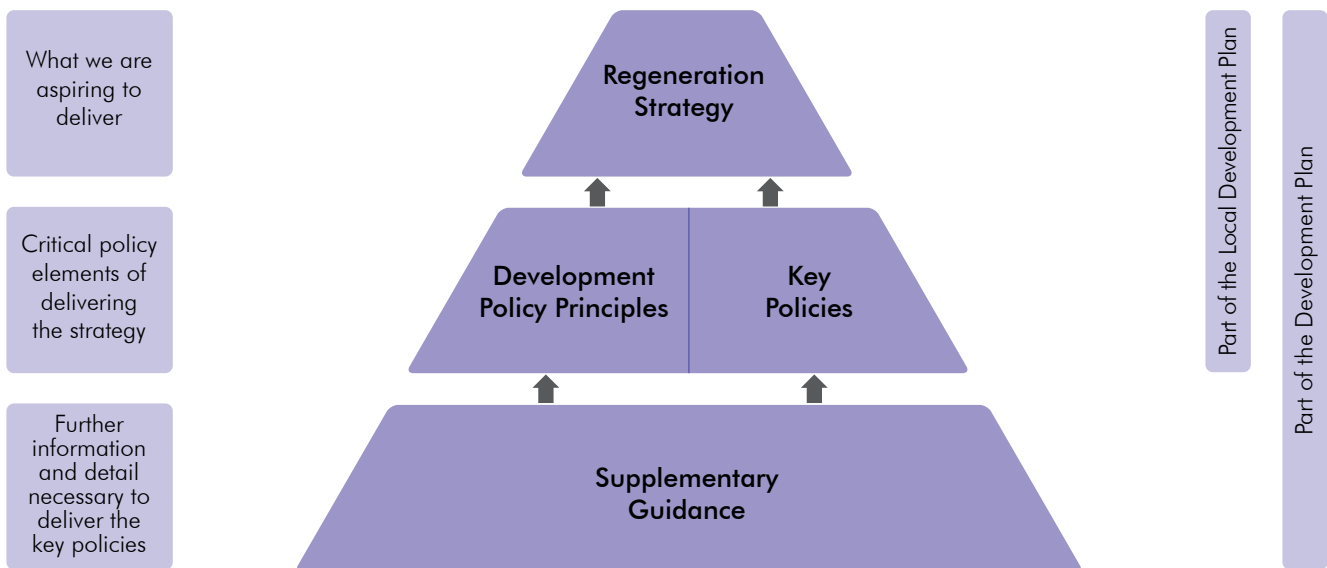 What we are
aspiring to
deliver
Regeneration
Strategy
Critical policy
elements of
delivering
the strategy
Development
Policy Principles
Key
Policies
Further
information
and detail
necessary to
deliver the
key policies
Supplementary
Guidance
Part of the Local Development Plan
Part of the Development Plan